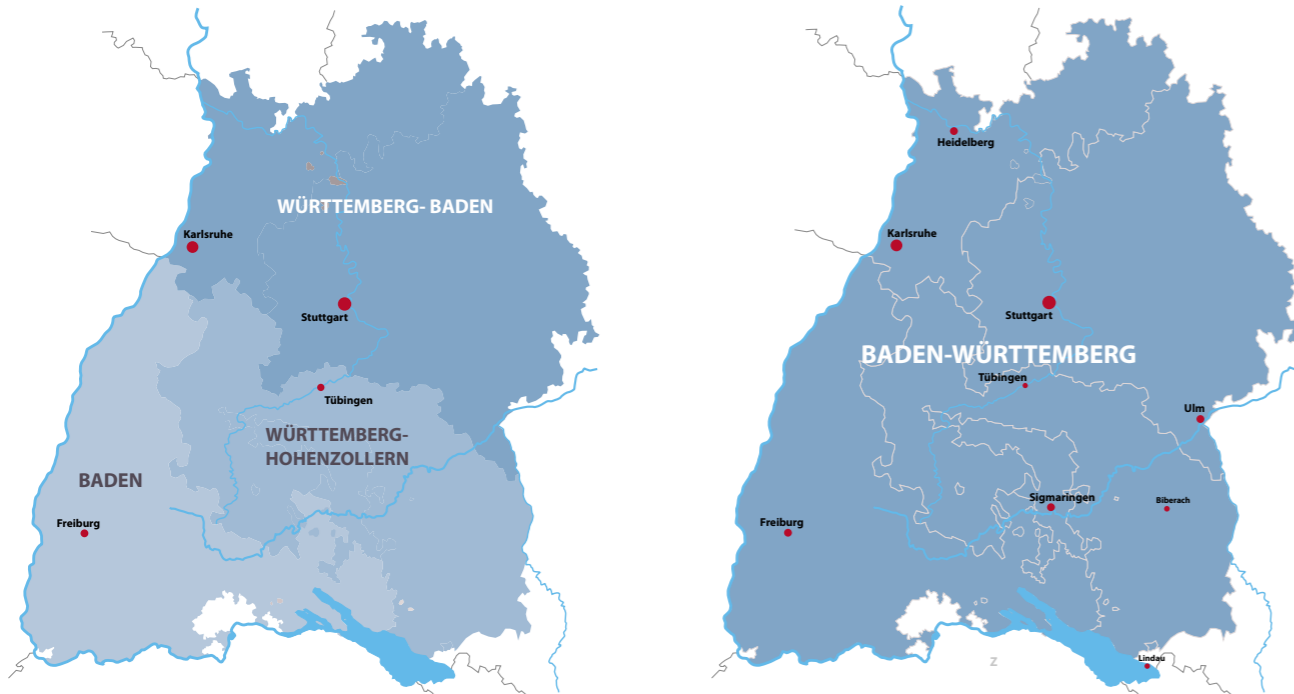 WÜRTTEMBERG- BADEN
Karlsruhe
Stuttgart
Tübingen
WÜRTTEMBERG-
HOHENZOLLERN
BADEN
Freiburg
Heidelberg
Karlsruhe
Stuttgart
BADEN-WÜRTTEMBERG
Tübingen
Ulm
Sigmaringen
Biberach
Freiburg
Z
Lindau